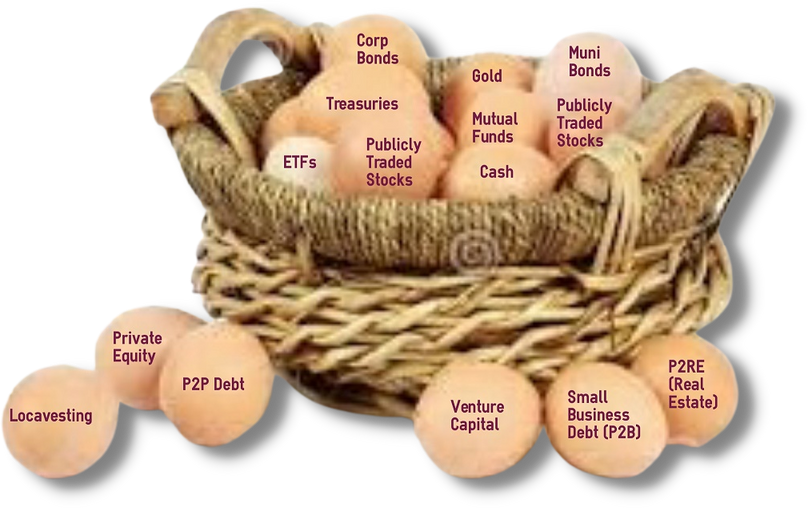 Corp
Bonds
Gold
Muni
Bonds
Treasuries
Mutual
Funds
Publicly
Traded
Stocks
ETFs
Publicly
Traded
Stocks
Cash
Private
Equity
P2P Debt
Locavesting
Venture
Capital
Small
Business
Debt (P2B)
P2RE
(Real
Estate)